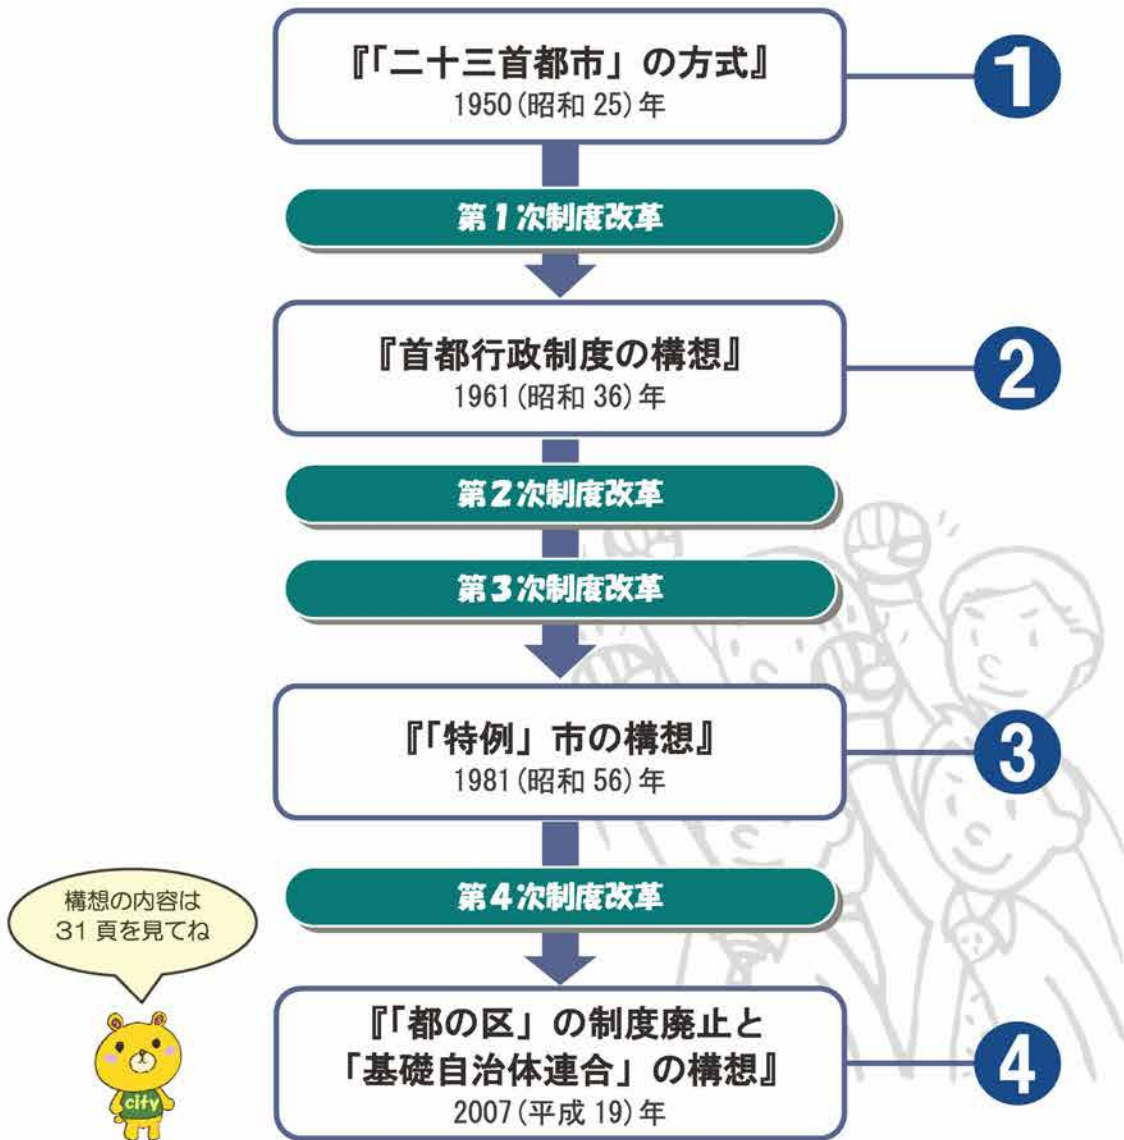 『「二十三首都市」の方式』
1950(昭和 25)年
1
第1次制度改革
『首都行政制度の構想』
1961(昭和 36)年
2
第2次制度改革
第3次制度改革
『「特例」市の構想』
1981(昭和 56)年
3
第4次制度改革
構想の内容は
31 頁を見てね
『「都の区」の制度廃止と
「基礎自治体連合」の構想』
2007(平成 19)年
4
city